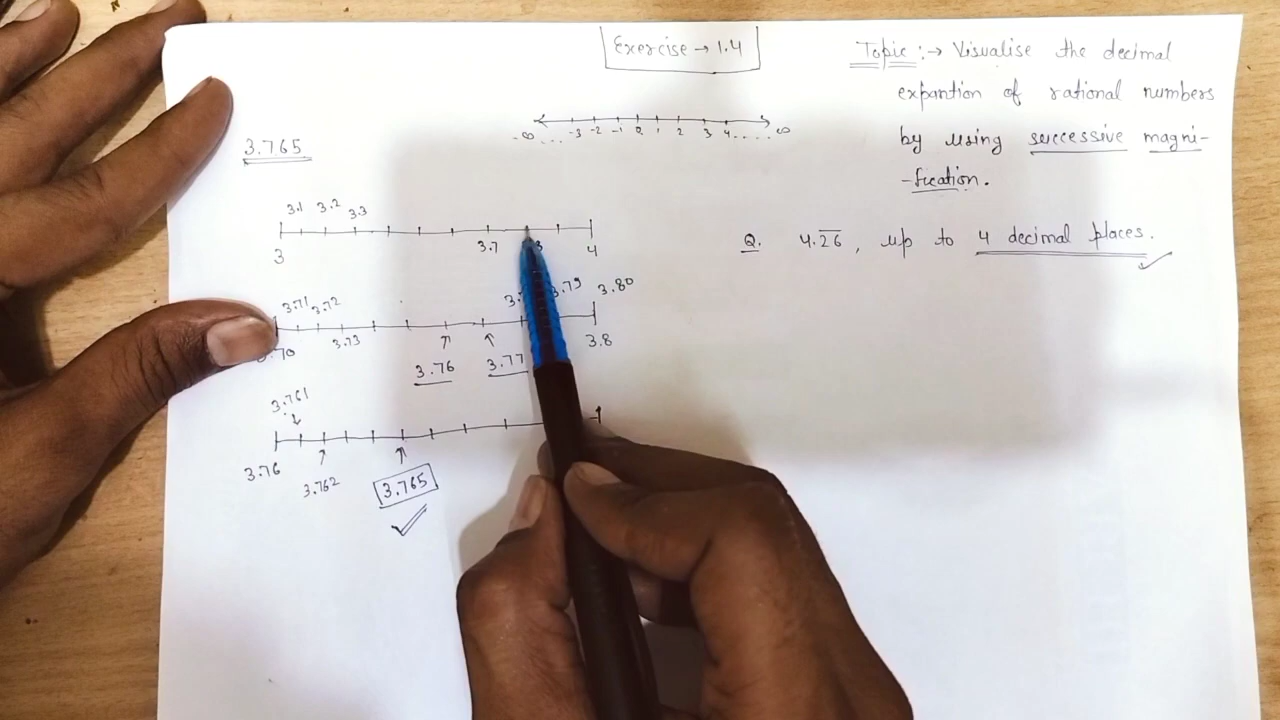 Exercise → 1.4
Topic :→ Visualise the decimal
expantion of rational numbers
by using successive magni-
-fication.
-∞ ... -3 -2 -1 0 1 2 3 4 ..... ∞
3.765
3.1 3.2 3.3
3 3.7 4
Q. 4.2̅6̅, up to 4 decimal places.
3.71 3.72 3.79 3.80
3.73 3.8
3.76 3.77
3.761
3.76 3.762 3.765